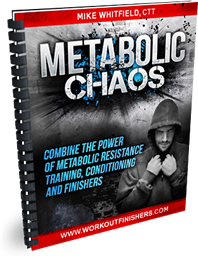 MIKE WHITFIELD, CTT
METABOLIC
CHAOS
COMBINE THE POWER
OF METABOLIC RESISTANCE
TRAINING, CONDITIONING
AND FINISHERS
WWW.WORKOUTFINISHERS.COM